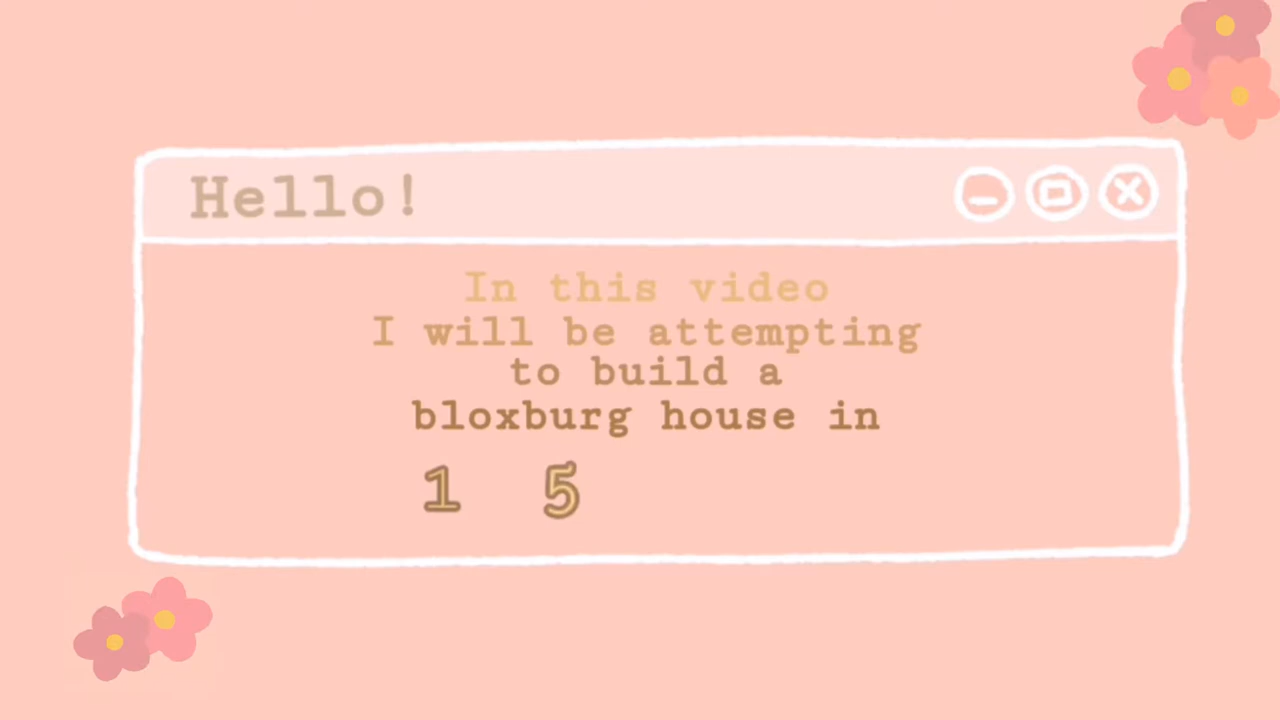 Hello!
In this video
I will be attempting
to build a
bloxburg house in
1 5